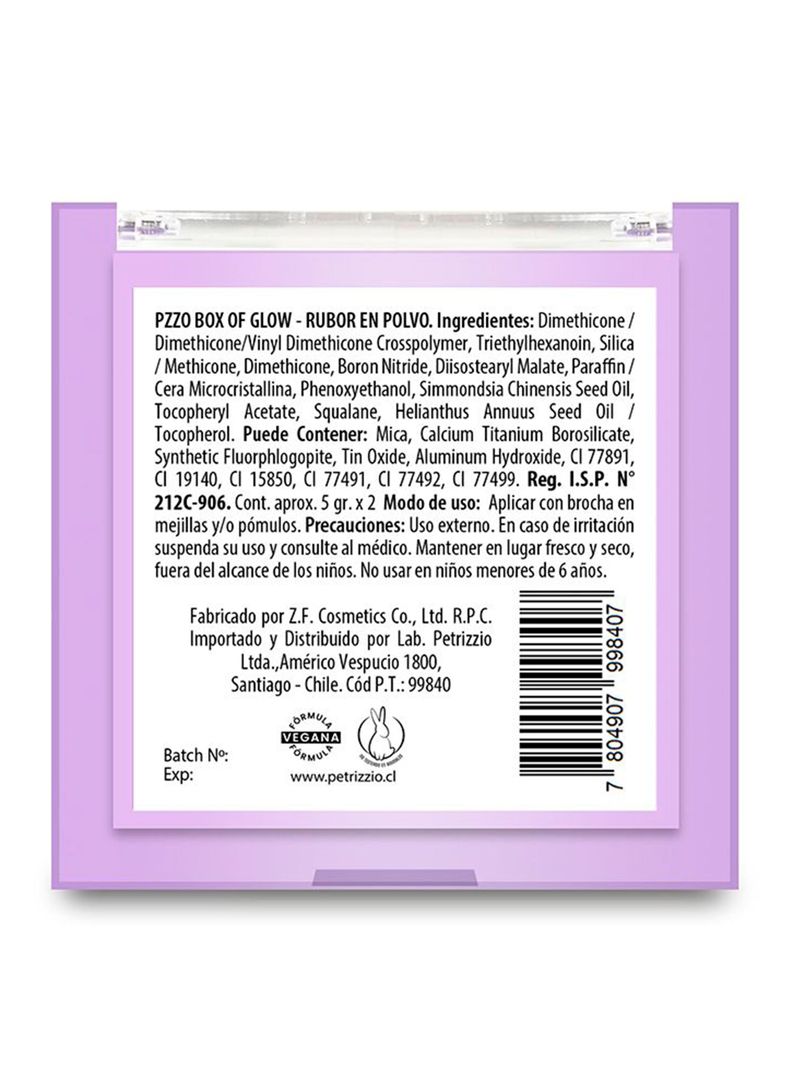 PZZO BOX OF GLOW - RUBOR EN POLVO. Ingredientes: Dimethicone /
Dimethicone/Vinyl Dimethicone Crosspolymer, Triethylhexanoin, Silica
/ Methicone, Dimethicone, Boron Nitride, Diisostearyl Malate, Paraffin /
Cera Microcristallina, Phenoxyethanol, Simmondsia Chinensis Seed Oil,
Tocopheryl Acetate, Squalane, Helianthus Annuus Seed Oil /
Tocopherol. Puede Contener: Mica, Calcium Titanium Borosilicate,
Synthetic Fluorphlogopite, Tin Oxide, Aluminum Hydroxide, CI 77891,
CI 19140, CI 15850, CI 77491, CI 77492, CI 77499. Reg. I.S.P. N°
212C-906. Cont. aprox. 5 gr. x 2 Modo de uso: Aplicar con brocha en
mejillas y/o pómulos. Precauciones: Uso externo. En caso de irritación
suspenda su uso y consulte al médico. Mantener en lugar fresco y seco,
fuera del alcance de los niños. No usar en niños menores de 6 años.
Fabricado por Z.F. Cosmetics Co., Ltd. R.P.C.
Importado y Distribuido por Lab. Petrizzio
Ltda.,Américo Vespucio 1800,
Santiago - Chile. Cód P.T.: 99840
FÓRMULA
VEGANA
FÓRMULA
Batch Nº:
Exp:
www.petrizzio.cl
7 804907 998407